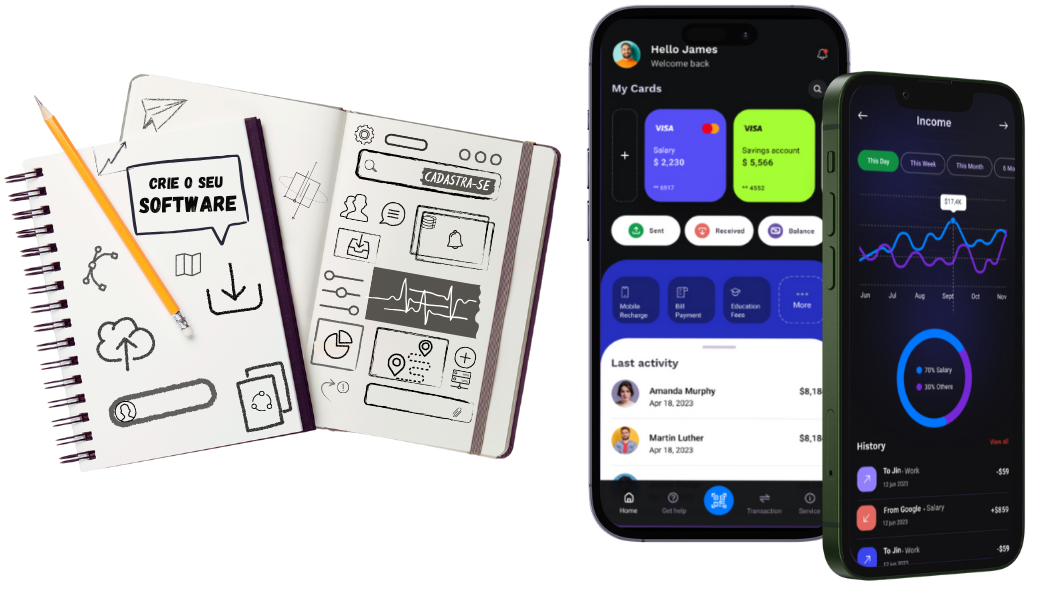 CRIE O SEU
SOFTWARE
CADASTRA-SE
Hello James
Welcome back
My Cards
VISA
Salary
$ 2,230
** 6917
VISA
Savings account
$ 5,566
** 4552
Sent
Received
Balance
Mobile
Recharge
Bill
Payment
Education
Fees
More
Last activity
Amanda Murphy
$8,18
Apr 18, 2023
Martin Luther
$8,18
Apr 18, 2023
Home
Get help
Transaction
Service
Income
This Day
This Week
This Month
6 Mo
$17,4K
Jun
Jul
Aug
Sept
Oct
Nov
70% Salary
30% Others
History
View all
To Jin - Work
-$59
12 jun 2023
From Google - Salary
+$859
12 jun 2023
To Jin - Work
-$59